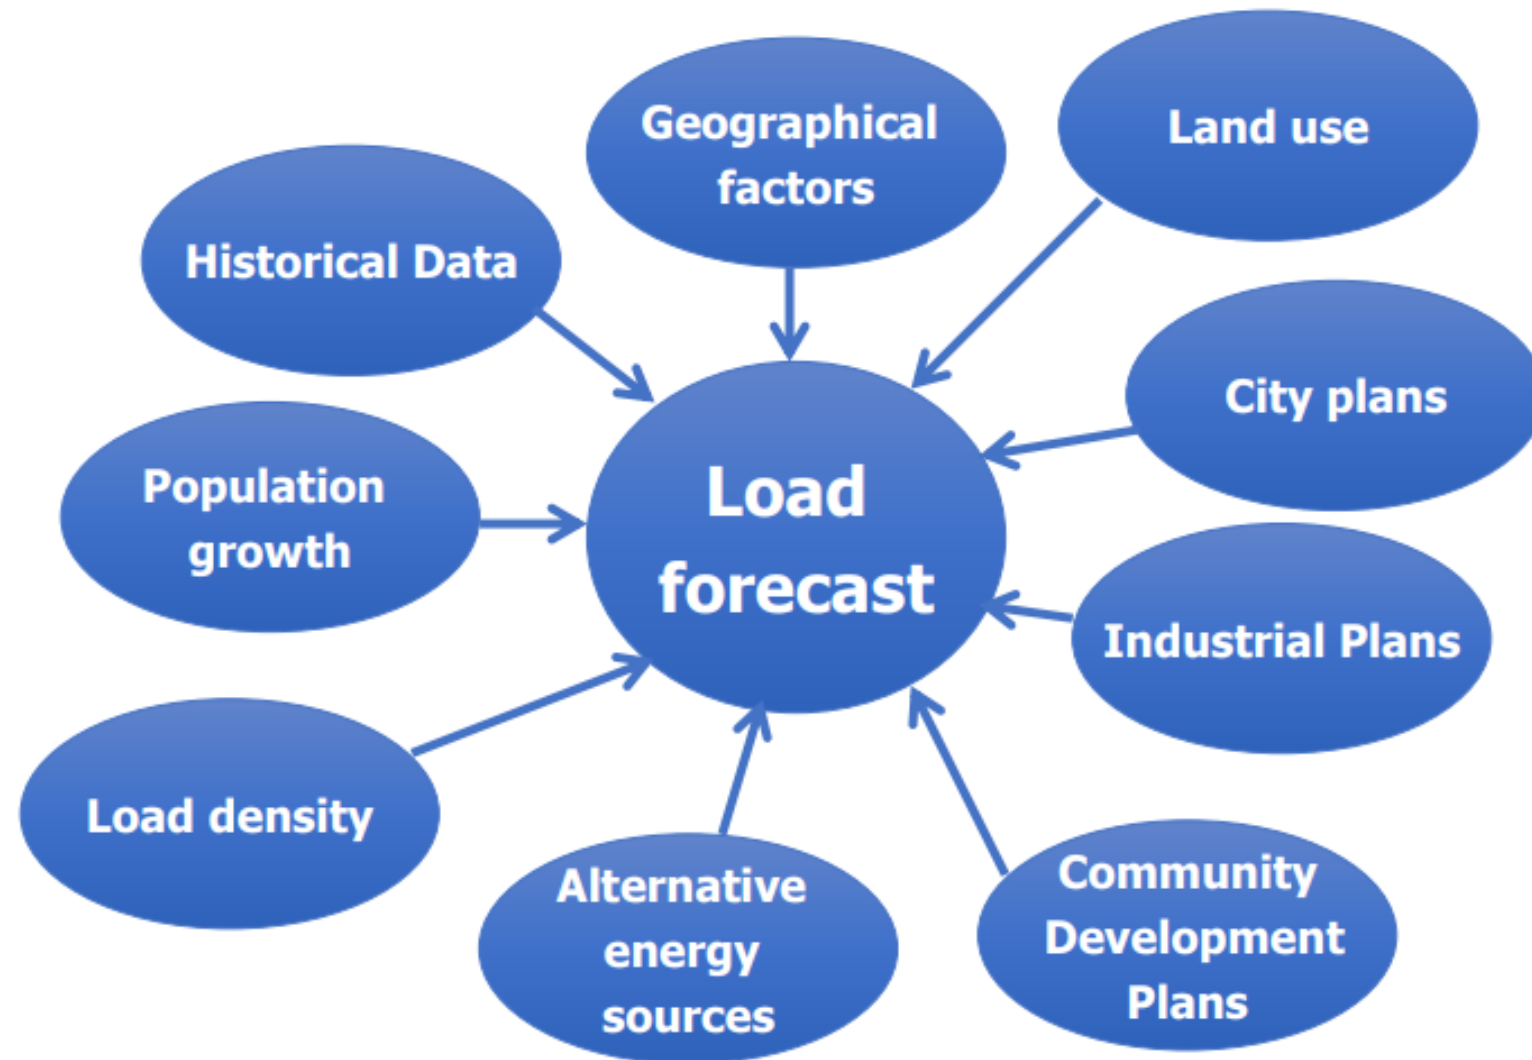 Geographical
factors
Land use
Historical Data
City plans
Population
growth
Load
forecast
Industrial Plans
Load density
Alternative
energy
sources
Community
Development
Plans